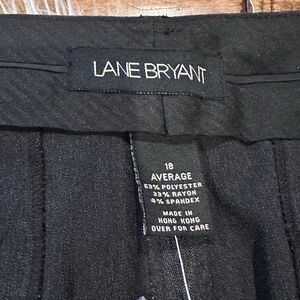 LANE BRYANT
18
AVERAGE
63% POLYESTER
33% RAYON
4% SPANDEX
MADE IN
HONG KONG
OVER FOR CARE